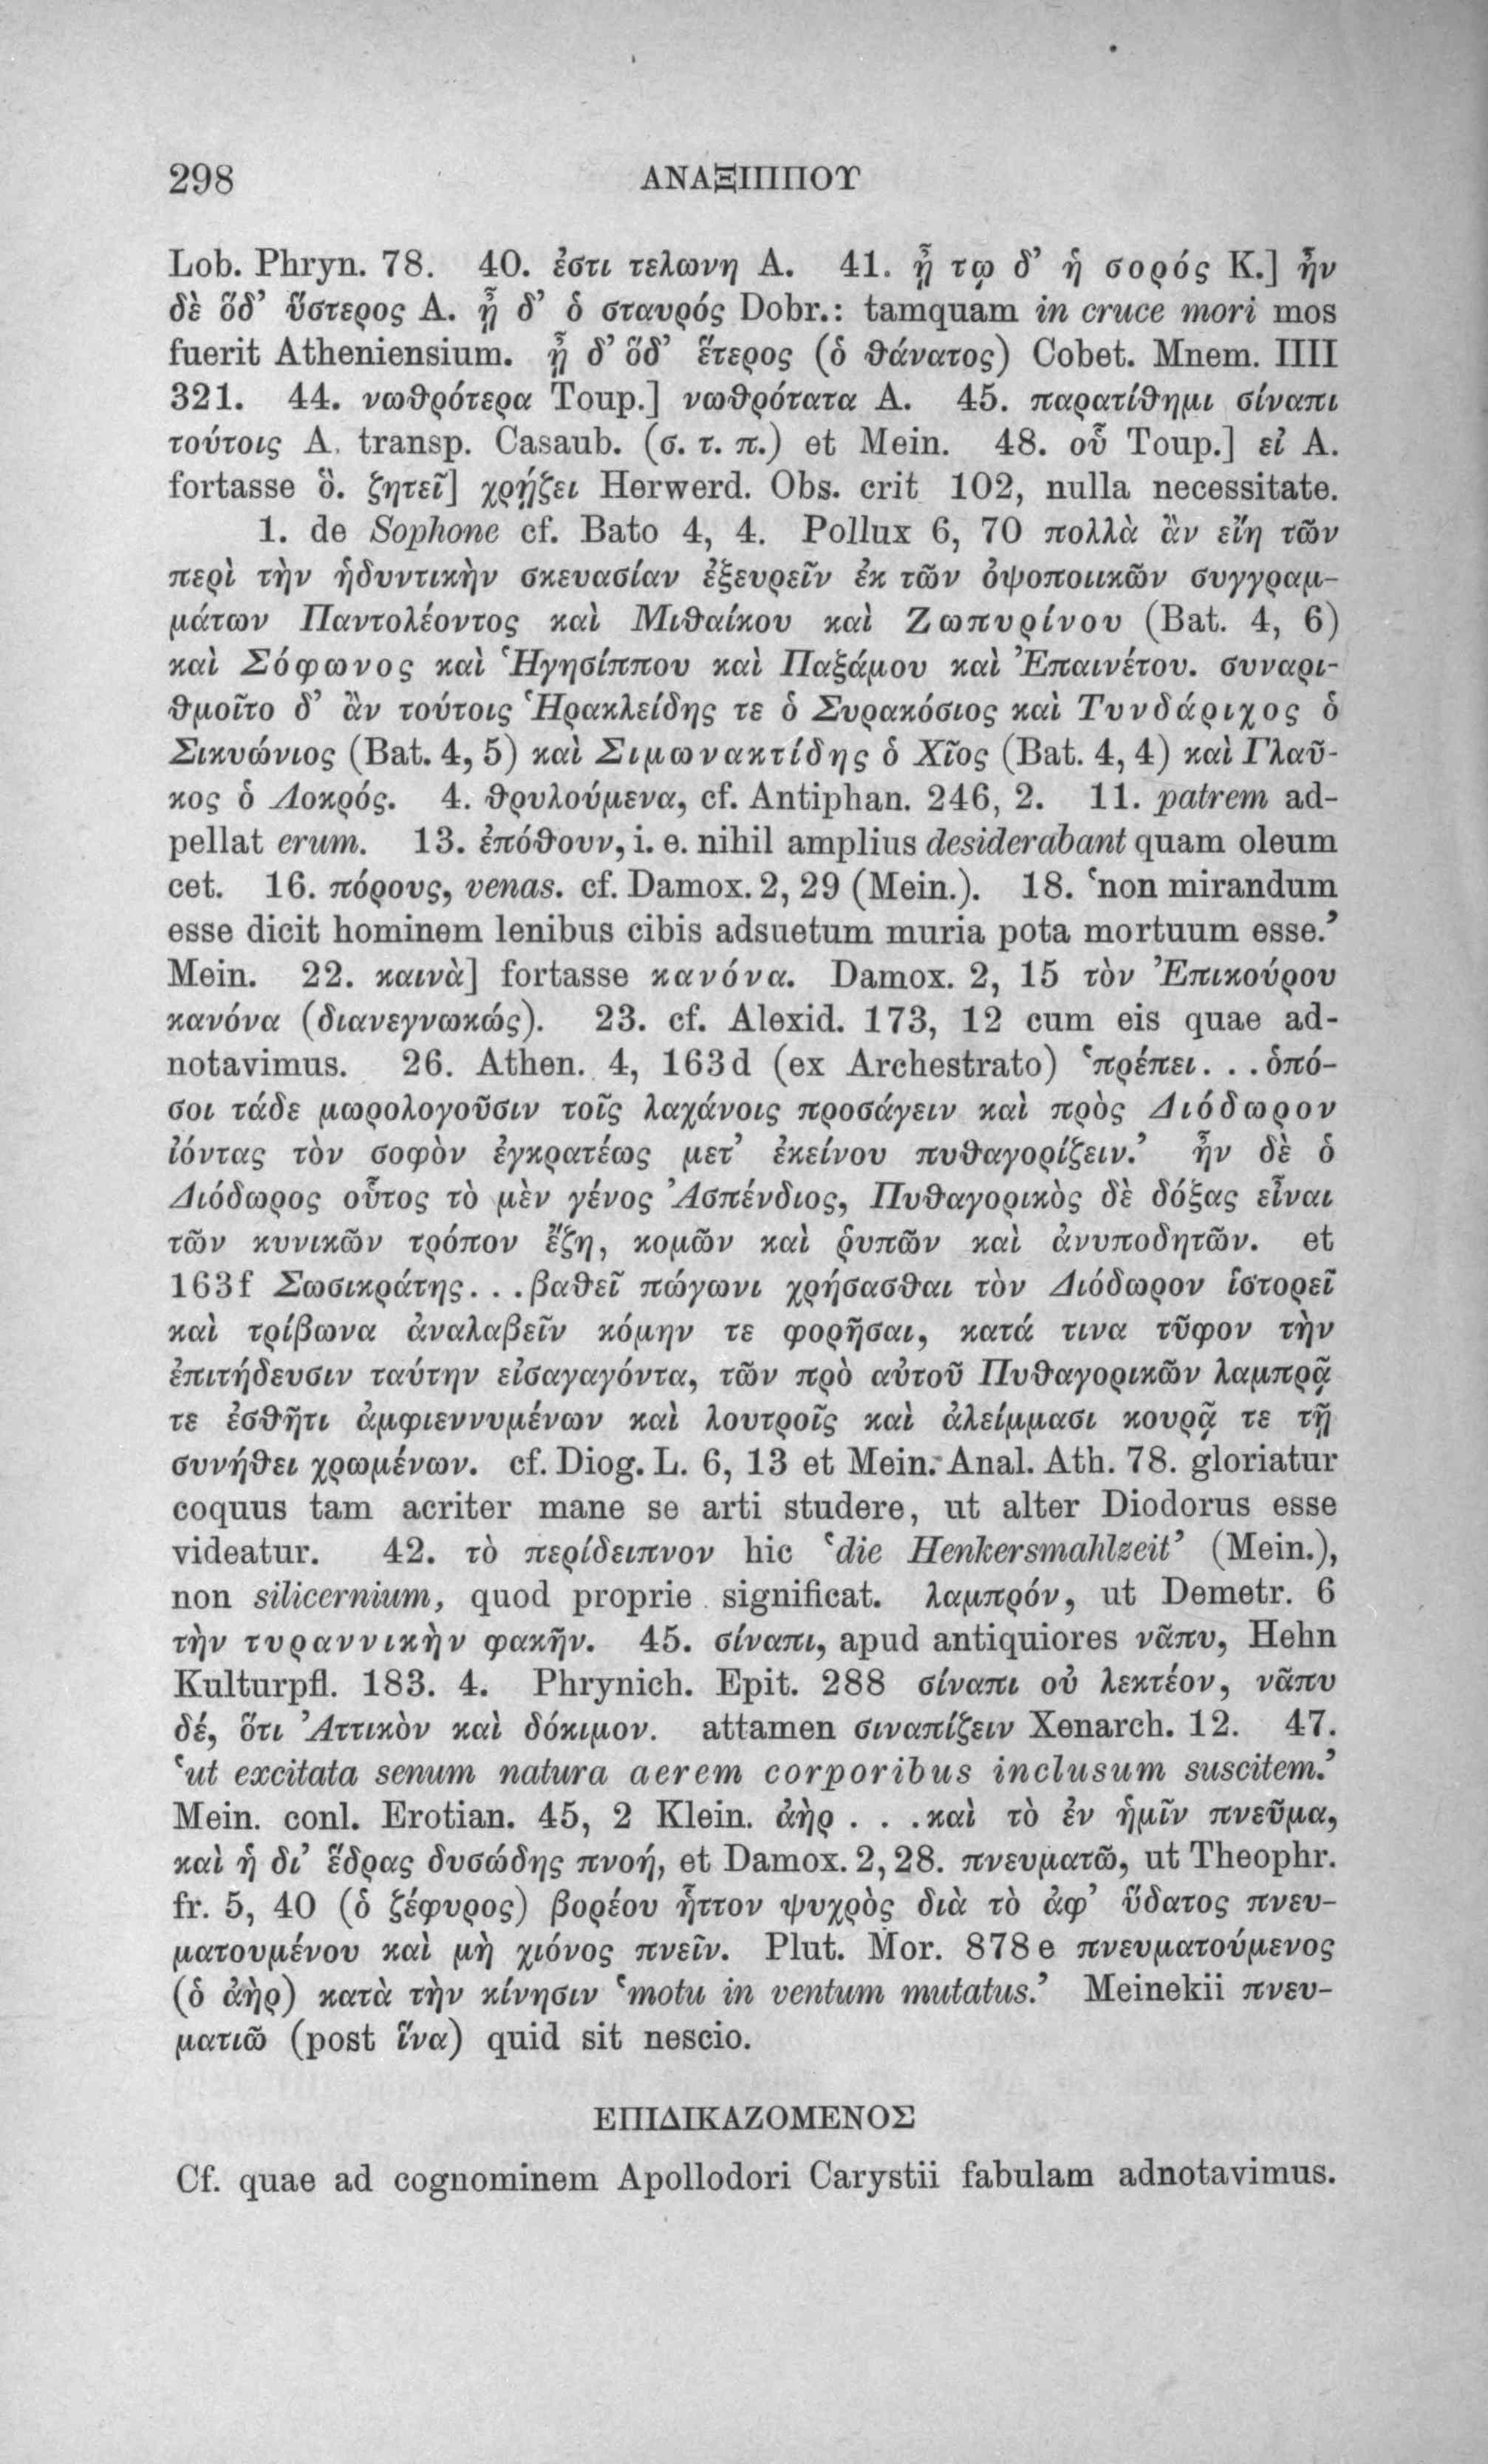 298 ΑΝΑΞΙΠΠΟΥ
Lob. Phryn. 78. 40. ἐστι τελωνη A. 41. ᾖ τῳ δ’ ἡ σορός K.] ἦν
δὲ ὅδ’ ὕστερος A. ᾖ δ’ ὁ σταυρός Dobr.: tamquam in cruce mori mos
fuerit Atheniensium. ᾖ δ’ ὅδ’ ἕτερος (ὁ θάνατος) Cobet. Mnem. IIII
321. 44. νωθρότερα Toup.] νωθρότατα A. 45. παρατίθημι σίναπι
τούτοις A. transp. Casaub. (σ. τ. π.) et Mein. 48. οὗ Toup.] εἰ A.
fortasse ὅ. ζητεῖ] χρῄζει Herwerd. Obs. crit 102, nulla necessitate.
1. de Sophone cf. Bato 4, 4. Pollux 6, 70 πολλὰ ἂν εἴη τῶν
περὶ τὴν ἡδυντικὴν σκευασίαν ἐξευρεῖν ἐκ τῶν ὀψοποιικῶν συγγραμ-
μάτων Παντολέοντος καὶ Μιθαίκου καὶ Ζωπυρίνου (Bat. 4, 6)
καὶ Σόφωνος καὶ Ἡγησίππου καὶ Παξάμου καὶ Ἐπαινέτου. συναρι-
θμοῖτο δ’ ἂν τούτοις Ἡρακλείδης τε ὁ Συρακόσιος καὶ Τυνδάριχος ὁ
Σικυώνιος (Bat. 4, 5) καὶ Σιμωνακτίδης ὁ Χῖος (Bat. 4, 4) καὶ Γλαῦ-
κος ὁ Λοκρός. 4. θρυλούμενα, cf. Antiphan. 246, 2. 11. patrem ad-
pellat erum. 13. ἐπόθουν, i. e. nihil amplius desiderabant quam oleum
cet. 16. πόρους, venas. cf. Damox. 2, 29 (Mein.). 18. ‘non mirandum
esse dicit hominem lenibus cibis adsuetum muria pota mortuum esse.’
Mein. 22. καινὰ] fortasse κανόνα. Damox. 2, 15 τὸν Ἐπικούρου
κανόνα (διανεγνωκώς). 23. cf. Alexid. 173, 12 cum eis quae ad-
notavimus. 26. Athen. 4, 163d (ex Archestrato) ‘πρέπει. . .ὁπό-
σοι τάδε μωρολογοῦσιν τοῖς λαχάνοις προσάγειν καὶ πρὸς Διόδωρον
ἰόντας τὸν σοφὸν ἐγκρατέως μετ’ ἐκείνου πυθαγορίζειν.’ ἦν δὲ ὁ
Διόδωρος οὗτος τὸ μὲν γένος Ἀσπένδιος, Πυθαγορικὸς δὲ δόξας εἶναι
τῶν κυνικῶν τρόπον ἔζη, κομῶν καὶ ῥυπῶν καὶ ἀνυποδητῶν. et
163f Σωσικράτης. . .βαθεῖ πώγωνι χρήσασθαι τὸν Διόδωρον ἱστορεῖ
καὶ τρίβωνα ἀναλαβεῖν κόμην τε φορῆσαι, κατά τινα τῦφον τὴν
ἐπιτήδευσιν ταύτην εἰσαγαγόντα, τῶν πρὸ αὐτοῦ Πυθαγορικῶν λαμπρᾷ
τε ἐσθῆτι ἀμφιεννυμένων καὶ λουτροῖς καὶ ἀλείμμασι κουρᾷ τε τῇ
συνήθει χρωμένων. cf. Diog. L. 6, 13 et Mein. Anal. Ath. 78. gloriatur
coquus tam acriter mane se arti studere, ut alter Diodorus esse
videatur. 42. τὸ περίδειπνον hic ‘die Henkersmahlzeit’ (Mein.),
non silicernium, quod proprie significat. λαμπρόν, ut Demetr. 6
τὴν τυραννικὴν φακῆν. 45. σίναπι, apud antiquiores νᾶπυ, Hehn
Kulturpfl. 183. 4. Phrynich. Epit. 288 σίναπι οὐ λεκτέον, νᾶπυ
δέ, ὅτι Ἀττικὸν καὶ δόκιμον. attamen σιναπίζειν Xenarch. 12. 47.
‘ut excitata senum natura aerem corporibus inclusum suscitem.’
Mein. conl. Erotian. 45, 2 Klein. ἀὴρ . . .καὶ τὸ ἐν ἡμῖν πνεῦμα,
καὶ ἡ δι’ ἕδρας δυσώδης πνοή, et Damox. 2, 28. πνευματῶ, ut Theophr.
fr. 5, 40 (ὁ ζέφυρος) βορέου ἧττον ψυχρὸς διὰ τὸ ἀφ’ ὕδατος πνευ-
ματουμένου καὶ μὴ χιόνος πνεῖν. Plut. Mor. 878e πνευματούμενος
(ὁ ἀὴρ) κατὰ τὴν κίνησιν ‘motu in ventum mutatus.’ Meinekii πνευ-
ματιῶ (post ἵνα) quid sit nescio.
ΕΠΙΔΙΚΑΖΟΜΕΝΟΣ
Cf. quae ad cognominem Apollodori Carystii fabulam adnotavimus.